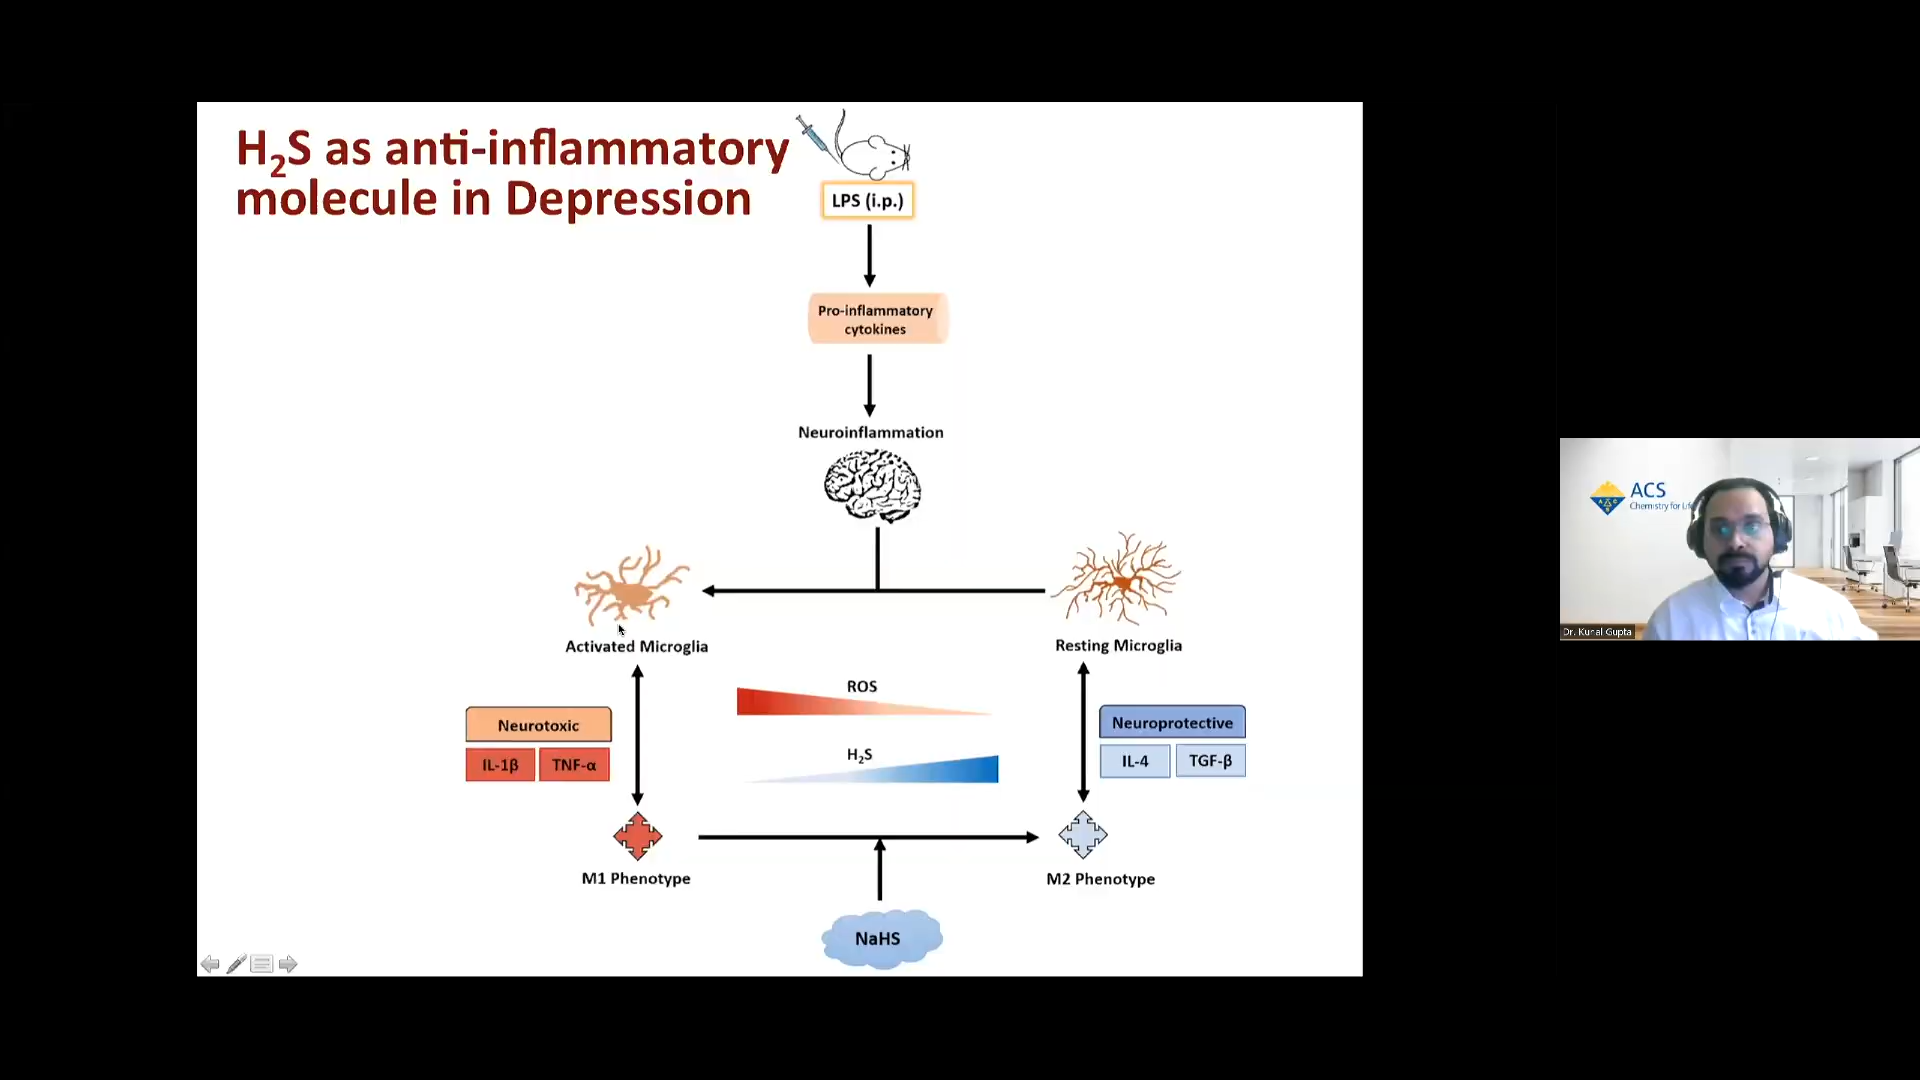 H₂S as anti-inflammatory
molecule in Depression
LPS (i.p.)
Pro-inflammatory
cytokines
Neuroinflammation
Activated Microglia
Resting Microglia
ROS
Neurotoxic
IL-1β TNF-α
H₂S
Neuroprotective
IL-4 TGF-β
M1 Phenotype
M2 Phenotype
NaHS
ACS
Chemistry for Life
Dr. Kunal Gupta